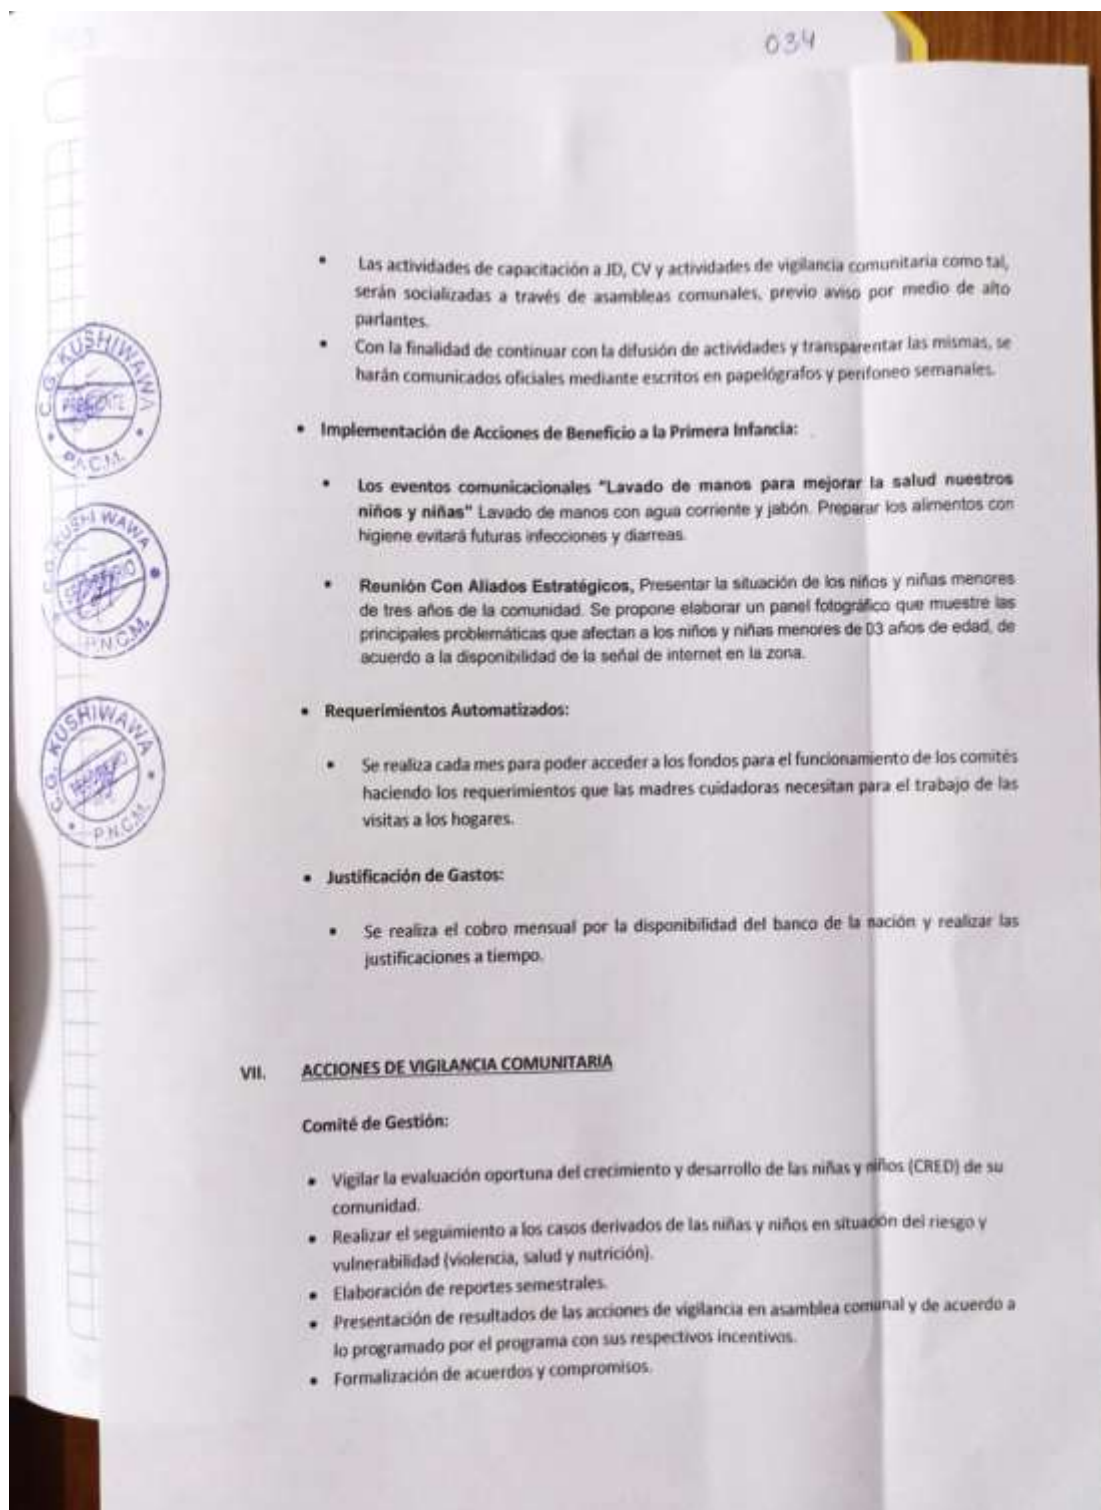 034
• Las actividades de capacitación a JD, CV y actividades de vigilancia comunitaria como tal,
serán socializadas a través de asambleas comunales, previo aviso por medio de alto
parlantes.
• Con la finalidad de continuar con la difusión de actividades y transparentar las mismas, se
harán comunicados oficiales mediante escritos en papelógrafos y perifoneo semanales.
• Implementación de Acciones de Beneficio a la Primera Infancia:
• Los eventos comunicacionales "Lavado de manos para mejorar la salud nuestros
niños y niñas" Lavado de manos con agua corriente y jabón. Preparar los alimentos con
higiene evitará futuras infecciones y diarreas.
• Reunión Con Aliados Estratégicos, Presentar la situación de los niños y niñas menores
de tres años de la comunidad. Se propone elaborar un panel fotográfico que muestre las
principales problemáticas que afectan a los niños y niñas menores de 03 años de edad, de
acuerdo a la disponibilidad de la señal de internet en la zona.
• Requerimientos Automatizados:
• Se realiza cada mes para poder acceder a los fondos para el funcionamiento de los comités
haciendo los requerimientos que las madres cuidadoras necesitan para el trabajo de las
visitas a los hogares.
• Justificación de Gastos:
• Se realiza el cobro mensual por la disponibilidad del banco de la nación y realizar las
justificaciones a tiempo.
VII. ACCIONES DE VIGILANCIA COMUNITARIA
Comité de Gestión:
• Vigilar la evaluación oportuna del crecimiento y desarrollo de las niñas y niños (CRED) de su
comunidad.
• Realizar el seguimiento a los casos derivados de las niñas y niños en situación del riesgo y
vulnerabilidad (violencia, salud y nutrición).
• Elaboración de reportes semestrales.
• Presentación de resultados de las acciones de vigilancia en asamblea comunal y de acuerdo a
lo programado por el programa con sus respectivos incentivos.
• Formalización de acuerdos y compromisos.
C.G. KUSHIWAWA
P.N.C.M.
C.G. KUSHI WAWA
P.N.C.M.
C.G. KUSHIWAWA
P.N.C.M.